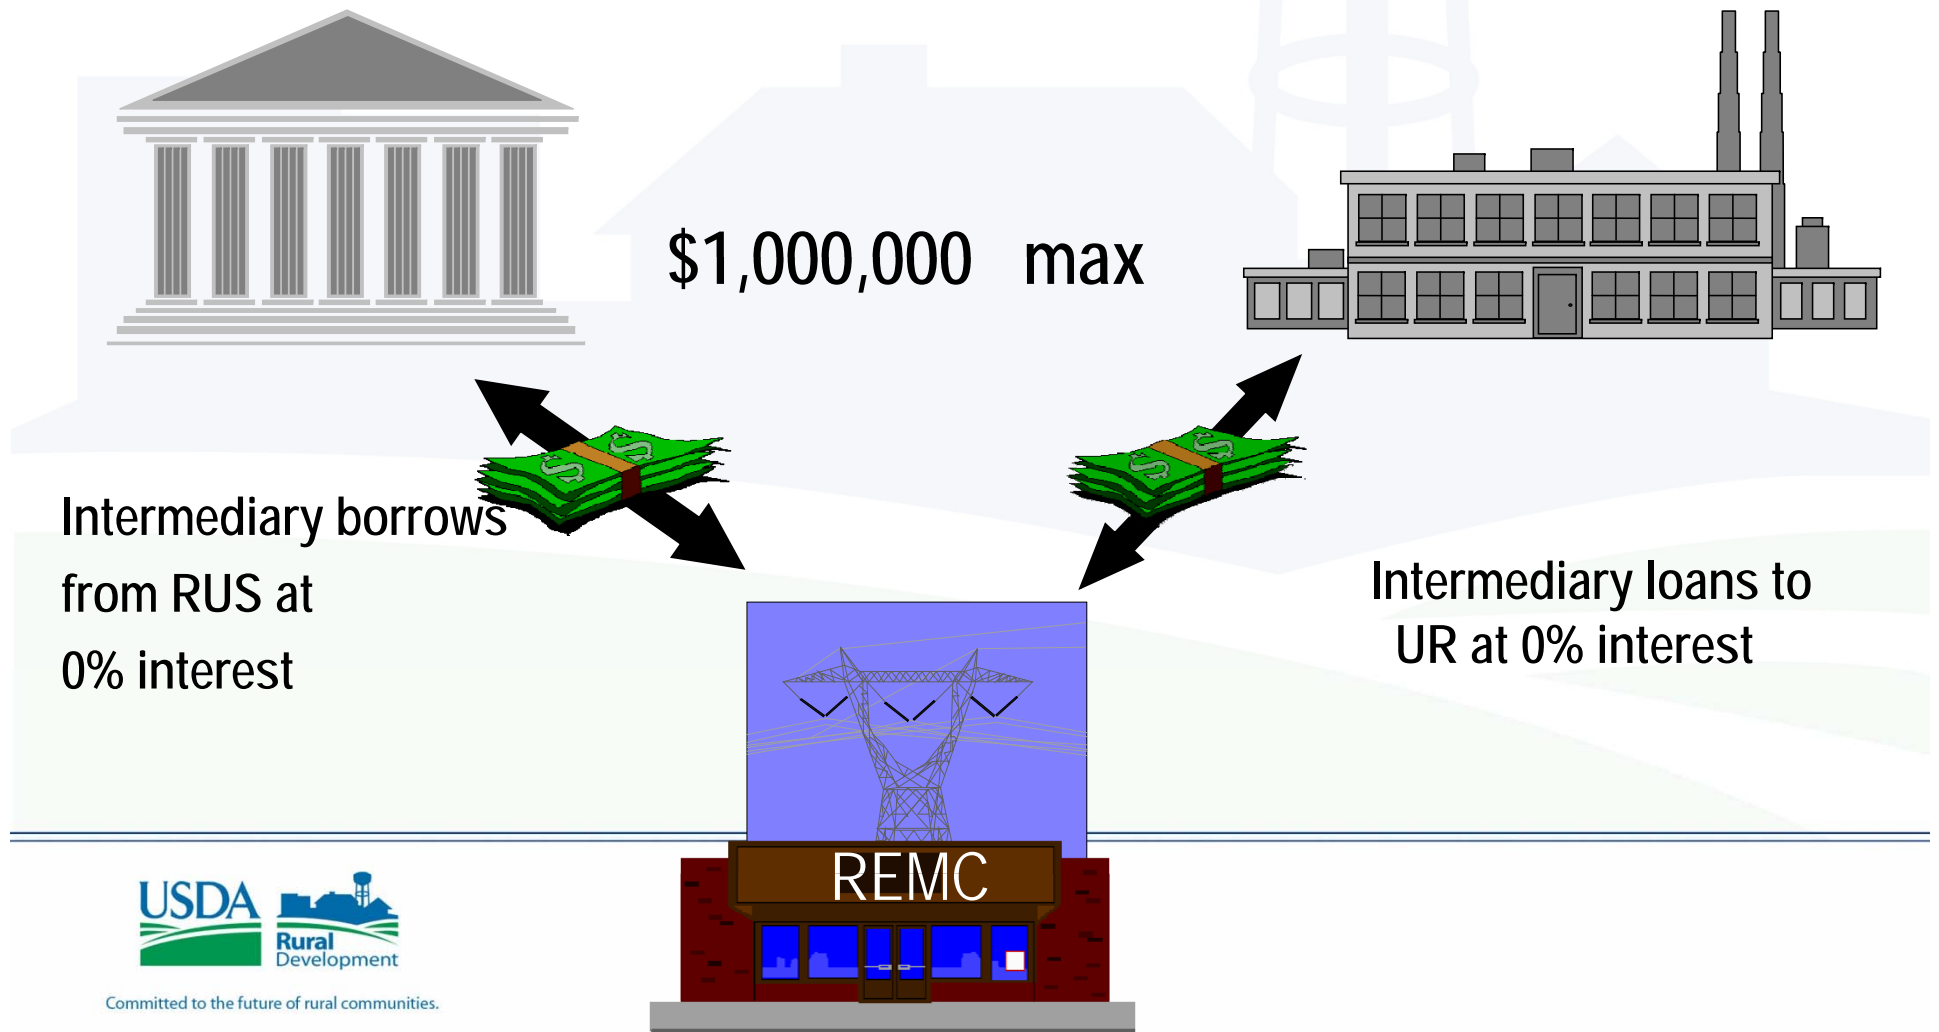 $1,000,000 max
Intermediary borrows
from RUS at
0% interest
Intermediary loans to
UR at 0% interest
REMC
USDA
Rural
Development
Committed to the future of rural communities.